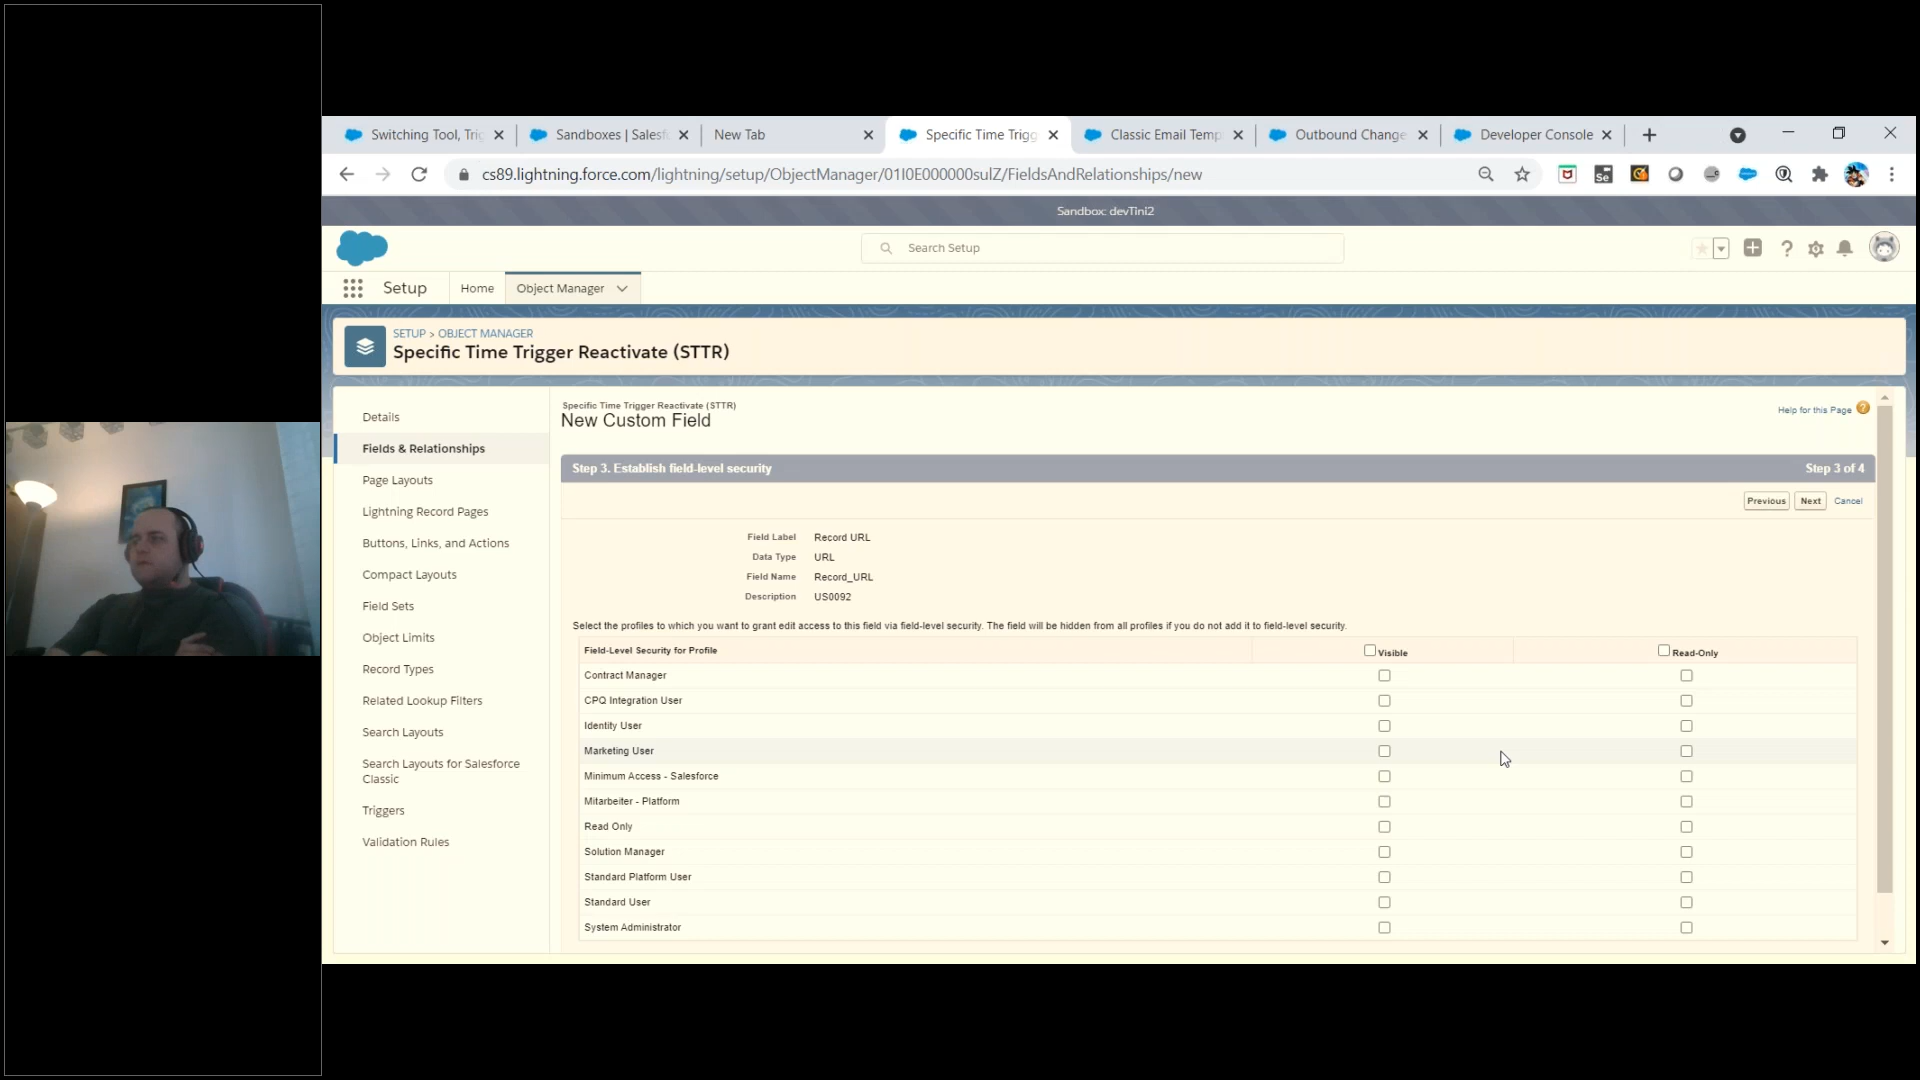 Switching Tool, Tri
Sandboxes | Salesf
New Tab
Specific Time Trigg
Classic Email Temp
Outbound Change
Developer Console
cs89.lightning.force.com/lightning/setup/ObjectManager/01I0E000000sulZ/FieldsAndRelationships/new
Sandbox: devTini2
Search Setup
Setup
Home
Object Manager
SETUP > OBJECT MANAGER
Specific Time Trigger Reactivate (STTR)
Details
Fields & Relationships
Page Layouts
Lightning Record Pages
Buttons, Links, and Actions
Compact Layouts
Field Sets
Object Limits
Record Types
Related Lookup Filters
Search Layouts
Search Layouts for Salesforce
Classic
Triggers
Validation Rules
Specific Time Trigger Reactivate (STTR)
New Custom Field
Help for this Page
Step 3. Establish field-level security
Step 3 of 4
Previous
Next
Cancel
Field Label Record URL
Data Type URL
Field Name Record_URL
Description US0092
Select the profiles to which you want to grant edit access to this field via field-level security. The field will be hidden from all profiles if you do not add it to field-level security.
Field-Level Security for Profile
Visible
Read-Only
Contract Manager
CPQ Integration User
Identity User
Marketing User
Minimum Access - Salesforce
Mitarbeiter - Platform
Read Only
Solution Manager
Standard Platform User
Standard User
System Administrator